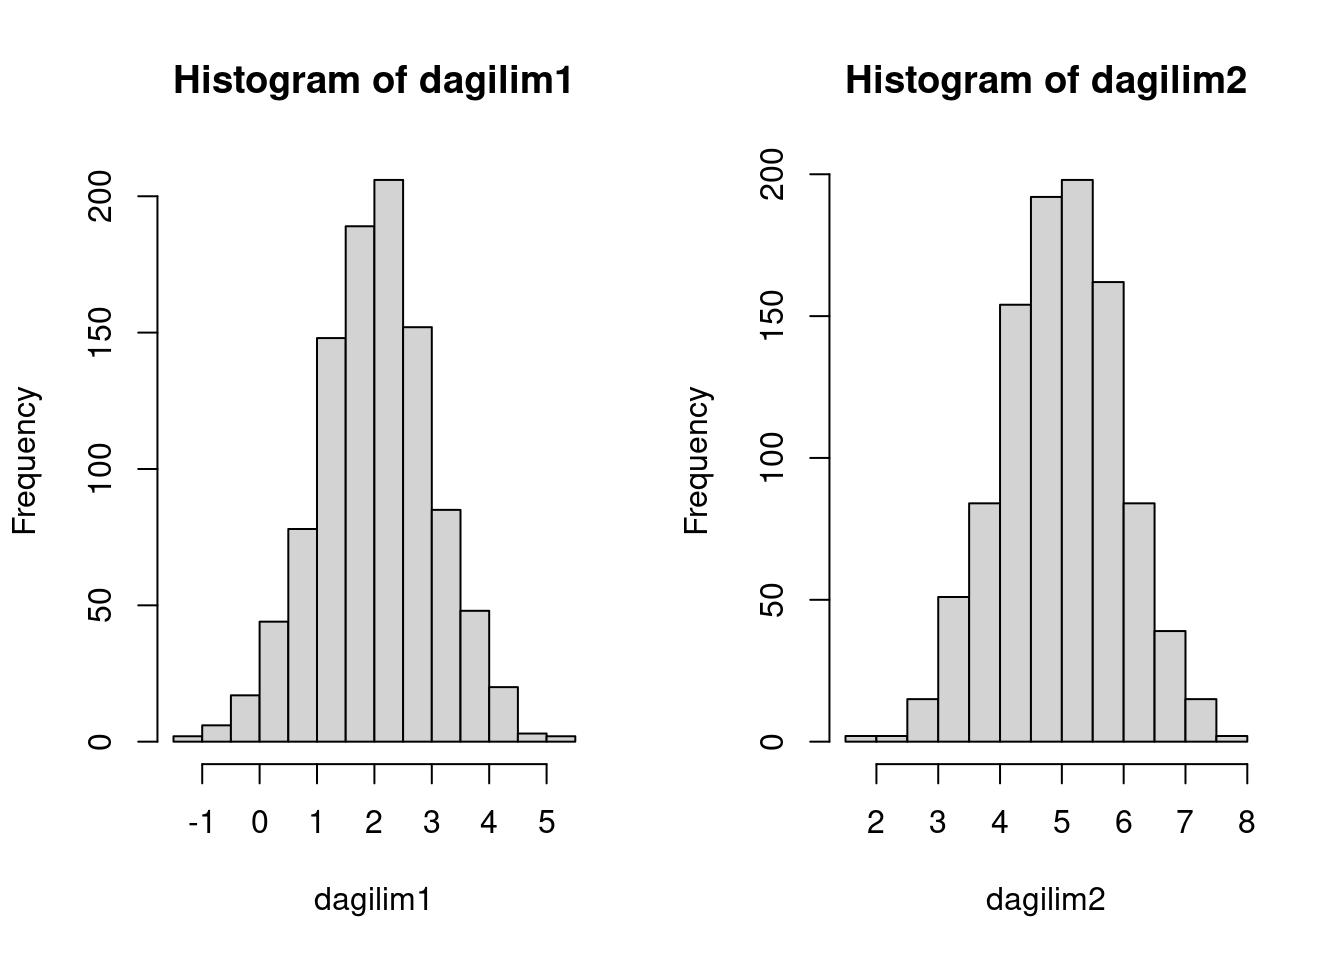 Histogram of dagilim1
Frequency
200
150
100
50
0
-1 0 1 2 3 4 5
dagilim1
Histogram of dagilim2
Frequency
200
150
100
50
0
2 3 4 5 6 7 8
dagilim2